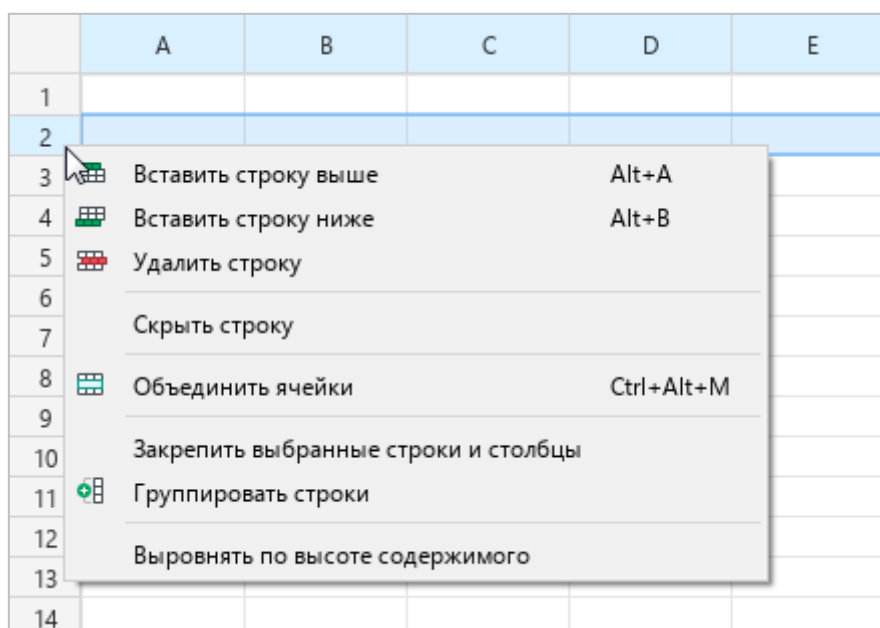 A B C D E
1
2
3 Вставить строку выше Alt+A
4 Вставить строку ниже Alt+B
5 Удалить строку
6
7 Скрыть строку
8 Объединить ячейки Ctrl+Alt+M
9
10 Закрепить выбранные строки и столбцы
11 Группировать строки
12
13 Выровнять по высоте содержимого
14